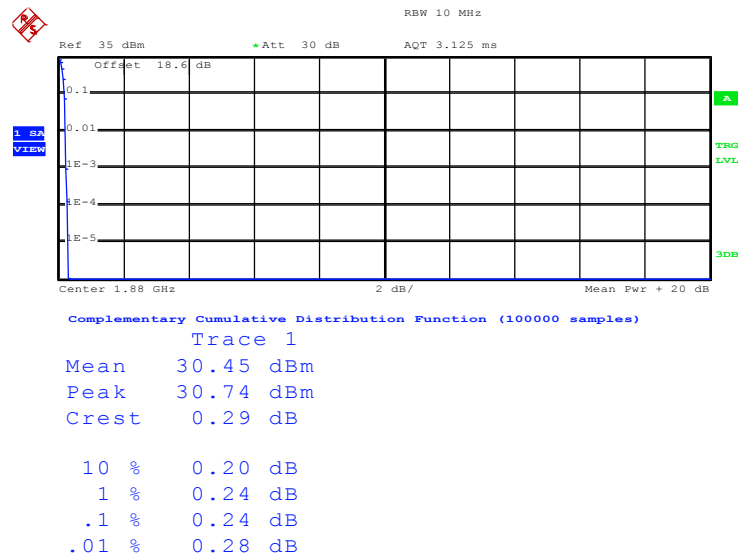 RBW 10 MHz
Ref 35 dBm *Att 30 dB AQT 3.125 ms
Offset 18.6 dB
0.1
A
0.01
1 SA
VIEW
TRG
LVL
1E-3
1E-4
1E-5
3DB
Center 1.88 GHz 2 dB/ Mean Pwr + 20 dB
Complementary Cumulative Distribution Function (100000 samples)
Trace 1
Mean 30.45 dBm
Peak 30.74 dBm
Crest 0.29 dB
10 % 0.20 dB
1 % 0.24 dB
.1 % 0.24 dB
.01 % 0.28 dB
R S